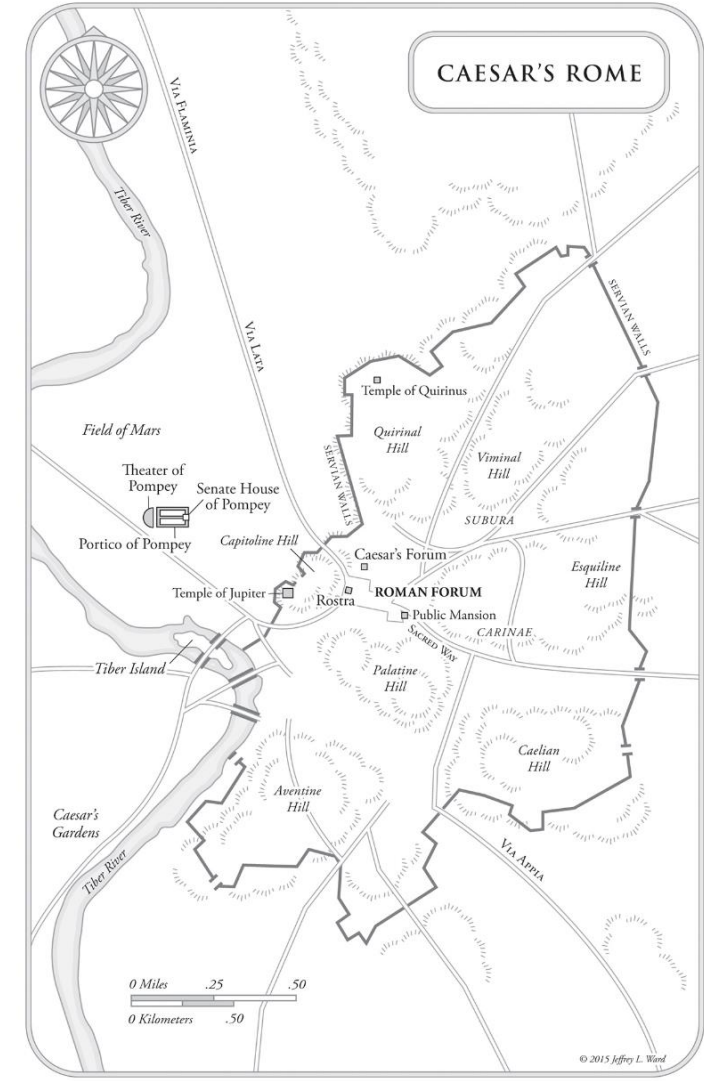 CAESAR'S ROME
VIA FLAMINIA
Tiber River
SERVIAN WALLS
VIA LATA
Temple of Quirinus
Field of Mars
Quirinal
Hill
Viminal
Hill
SERVIAN WALLS
Theater of
Pompey
Senate House
of Pompey
SUBURA
Portico of Pompey
Capitoline Hill
Caesar's Forum
Esquiline
Hill
Temple of Jupiter
Rostra
ROMAN FORUM
Public Mansion
SACRED WAY
CARINAE
Tiber Island
Palatine
Hill
Caelian
Hill
Aventine
Hill
Caesar's
Gardens
VIA APPIA
Tiber River
0 Miles .25 .50
0 Kilometers .50
© 2015 Jeffrey L. Ward